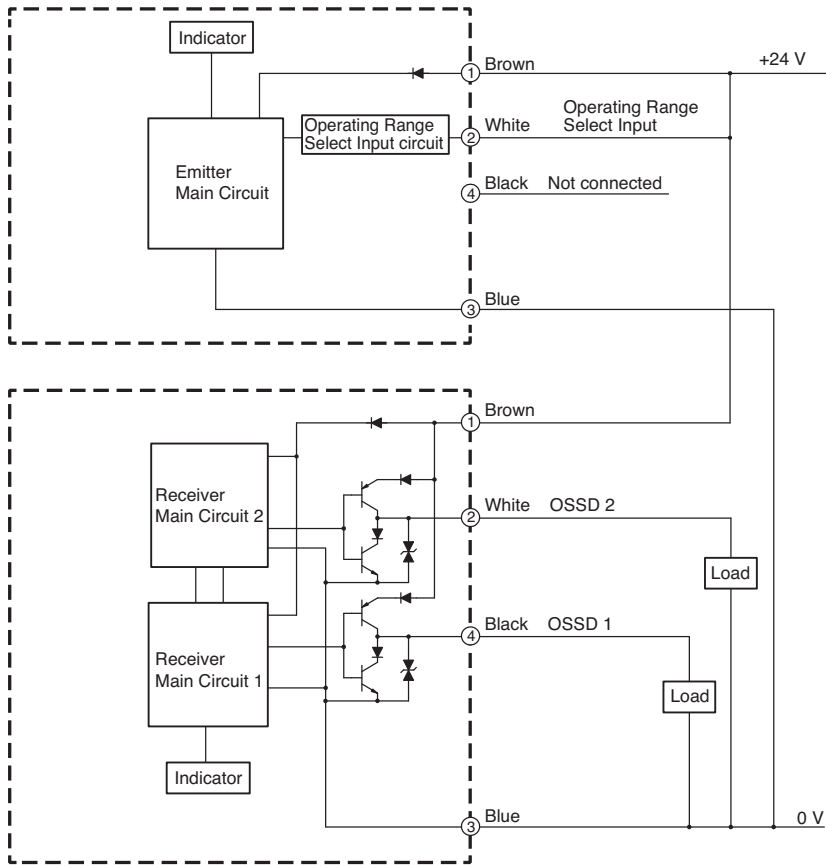 Indicator
1
Brown
+24 V
Operating Range
Select Input circuit
2
White
Operating Range
Select Input
Emitter
Main Circuit
4
Black
Not connected
3
Blue
1
Brown
Receiver
Main Circuit 2
2
White
OSSD 2
Load
4
Black
OSSD 1
Receiver
Main Circuit 1
Load
Indicator
3
Blue
0 V